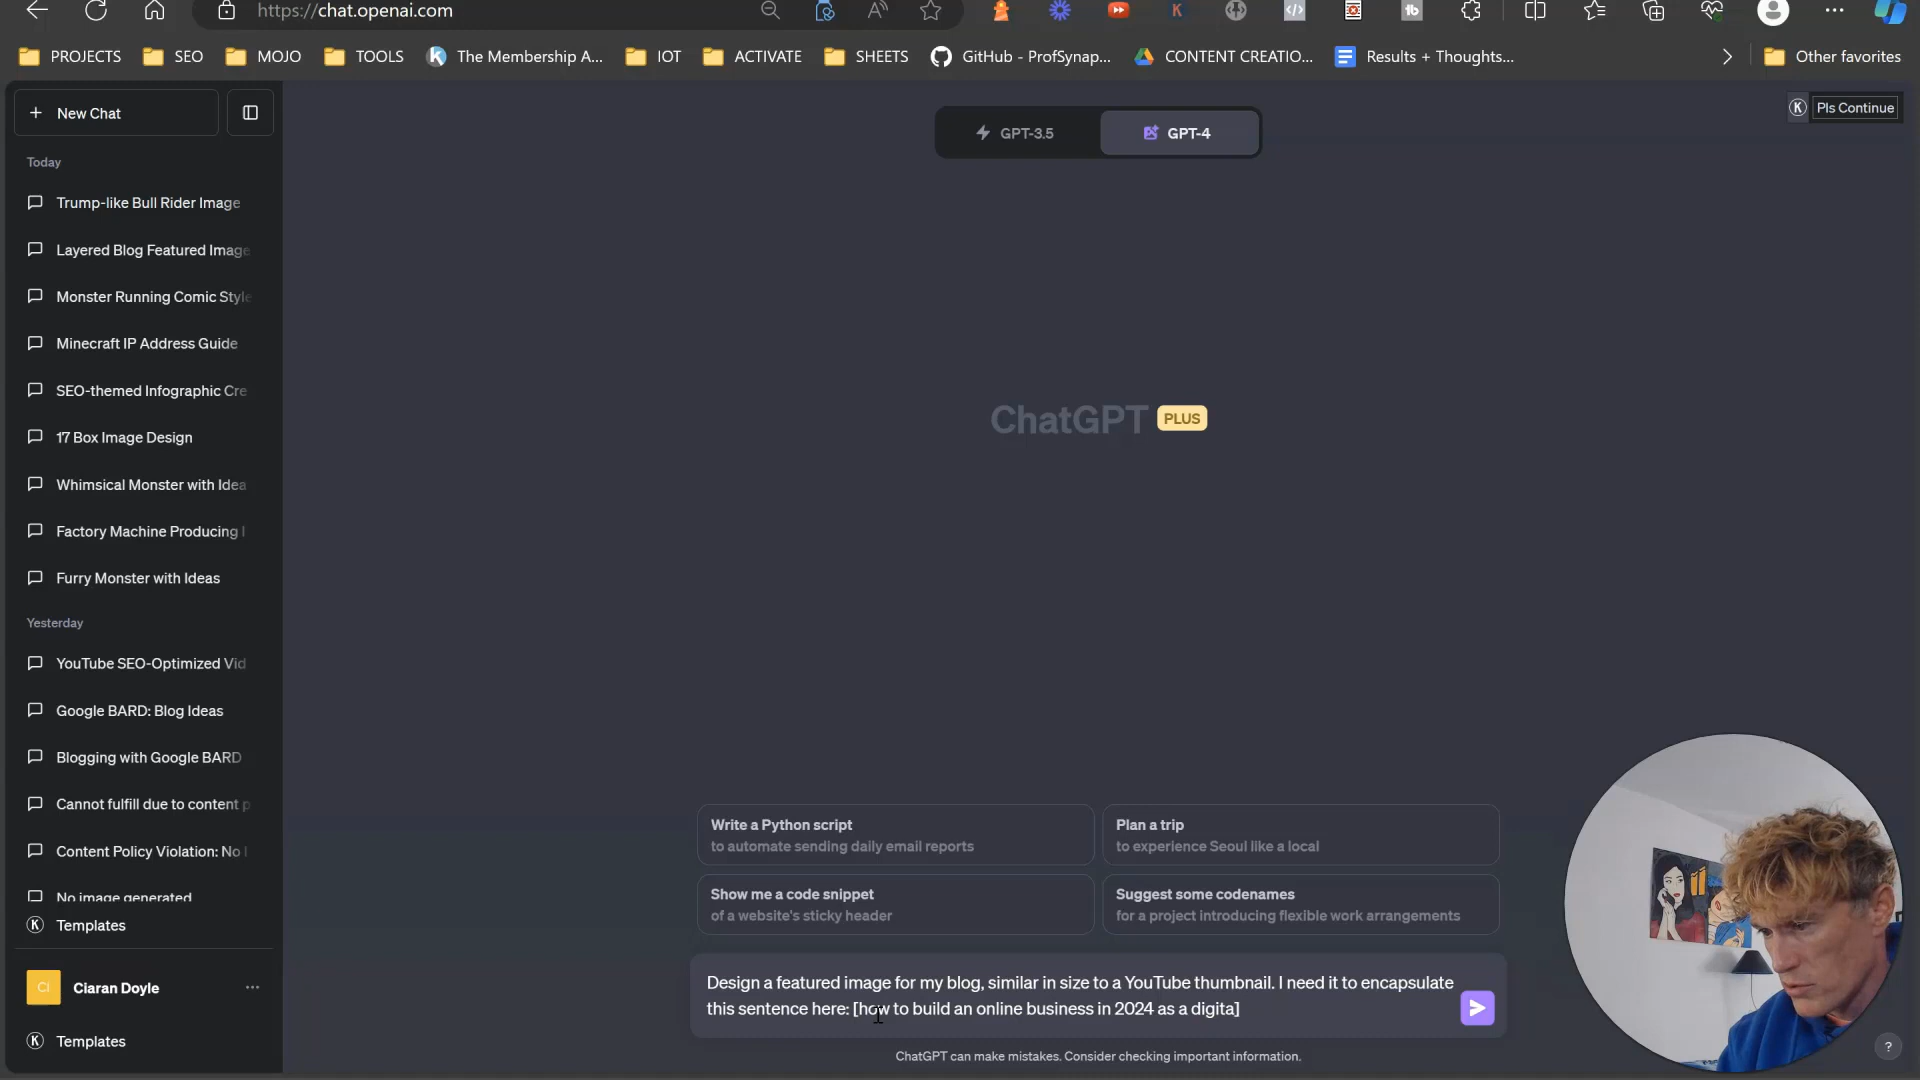 https://chat.openai.com
PROJECTS SEO MOJO TOOLS The Membership A... IOT ACTIVATE SHEETS GitHub - ProfSynap... CONTENT CREATIO... Results + Thoughts... Other favorites
+ New Chat
GPT-3.5 GPT-4
Pls Continue
Today
Trump-like Bull Rider Image
Layered Blog Featured Image
Monster Running Comic Style
Minecraft IP Address Guide
SEO-themed Infographic Cre
17 Box Image Design
Whimsical Monster with Idea
Factory Machine Producing I
Furry Monster with Ideas
Yesterday
YouTube SEO-Optimized Vid
Google BARD: Blog Ideas
Blogging with Google BARD
Cannot fulfill due to content p
Content Policy Violation: No I
No image generated
Templates
CI Ciaran Doyle
Templates
ChatGPT PLUS
Write a Python script
to automate sending daily email reports
Plan a trip
to experience Seoul like a local
Show me a code snippet
of a website's sticky header
Suggest some codenames
for a project introducing flexible work arrangements
Design a featured image for my blog, similar in size to a YouTube thumbnail. I need it to encapsulate
this sentence here: [how to build an online business in 2024 as a digita]
ChatGPT can make mistakes. Consider checking important information.
?